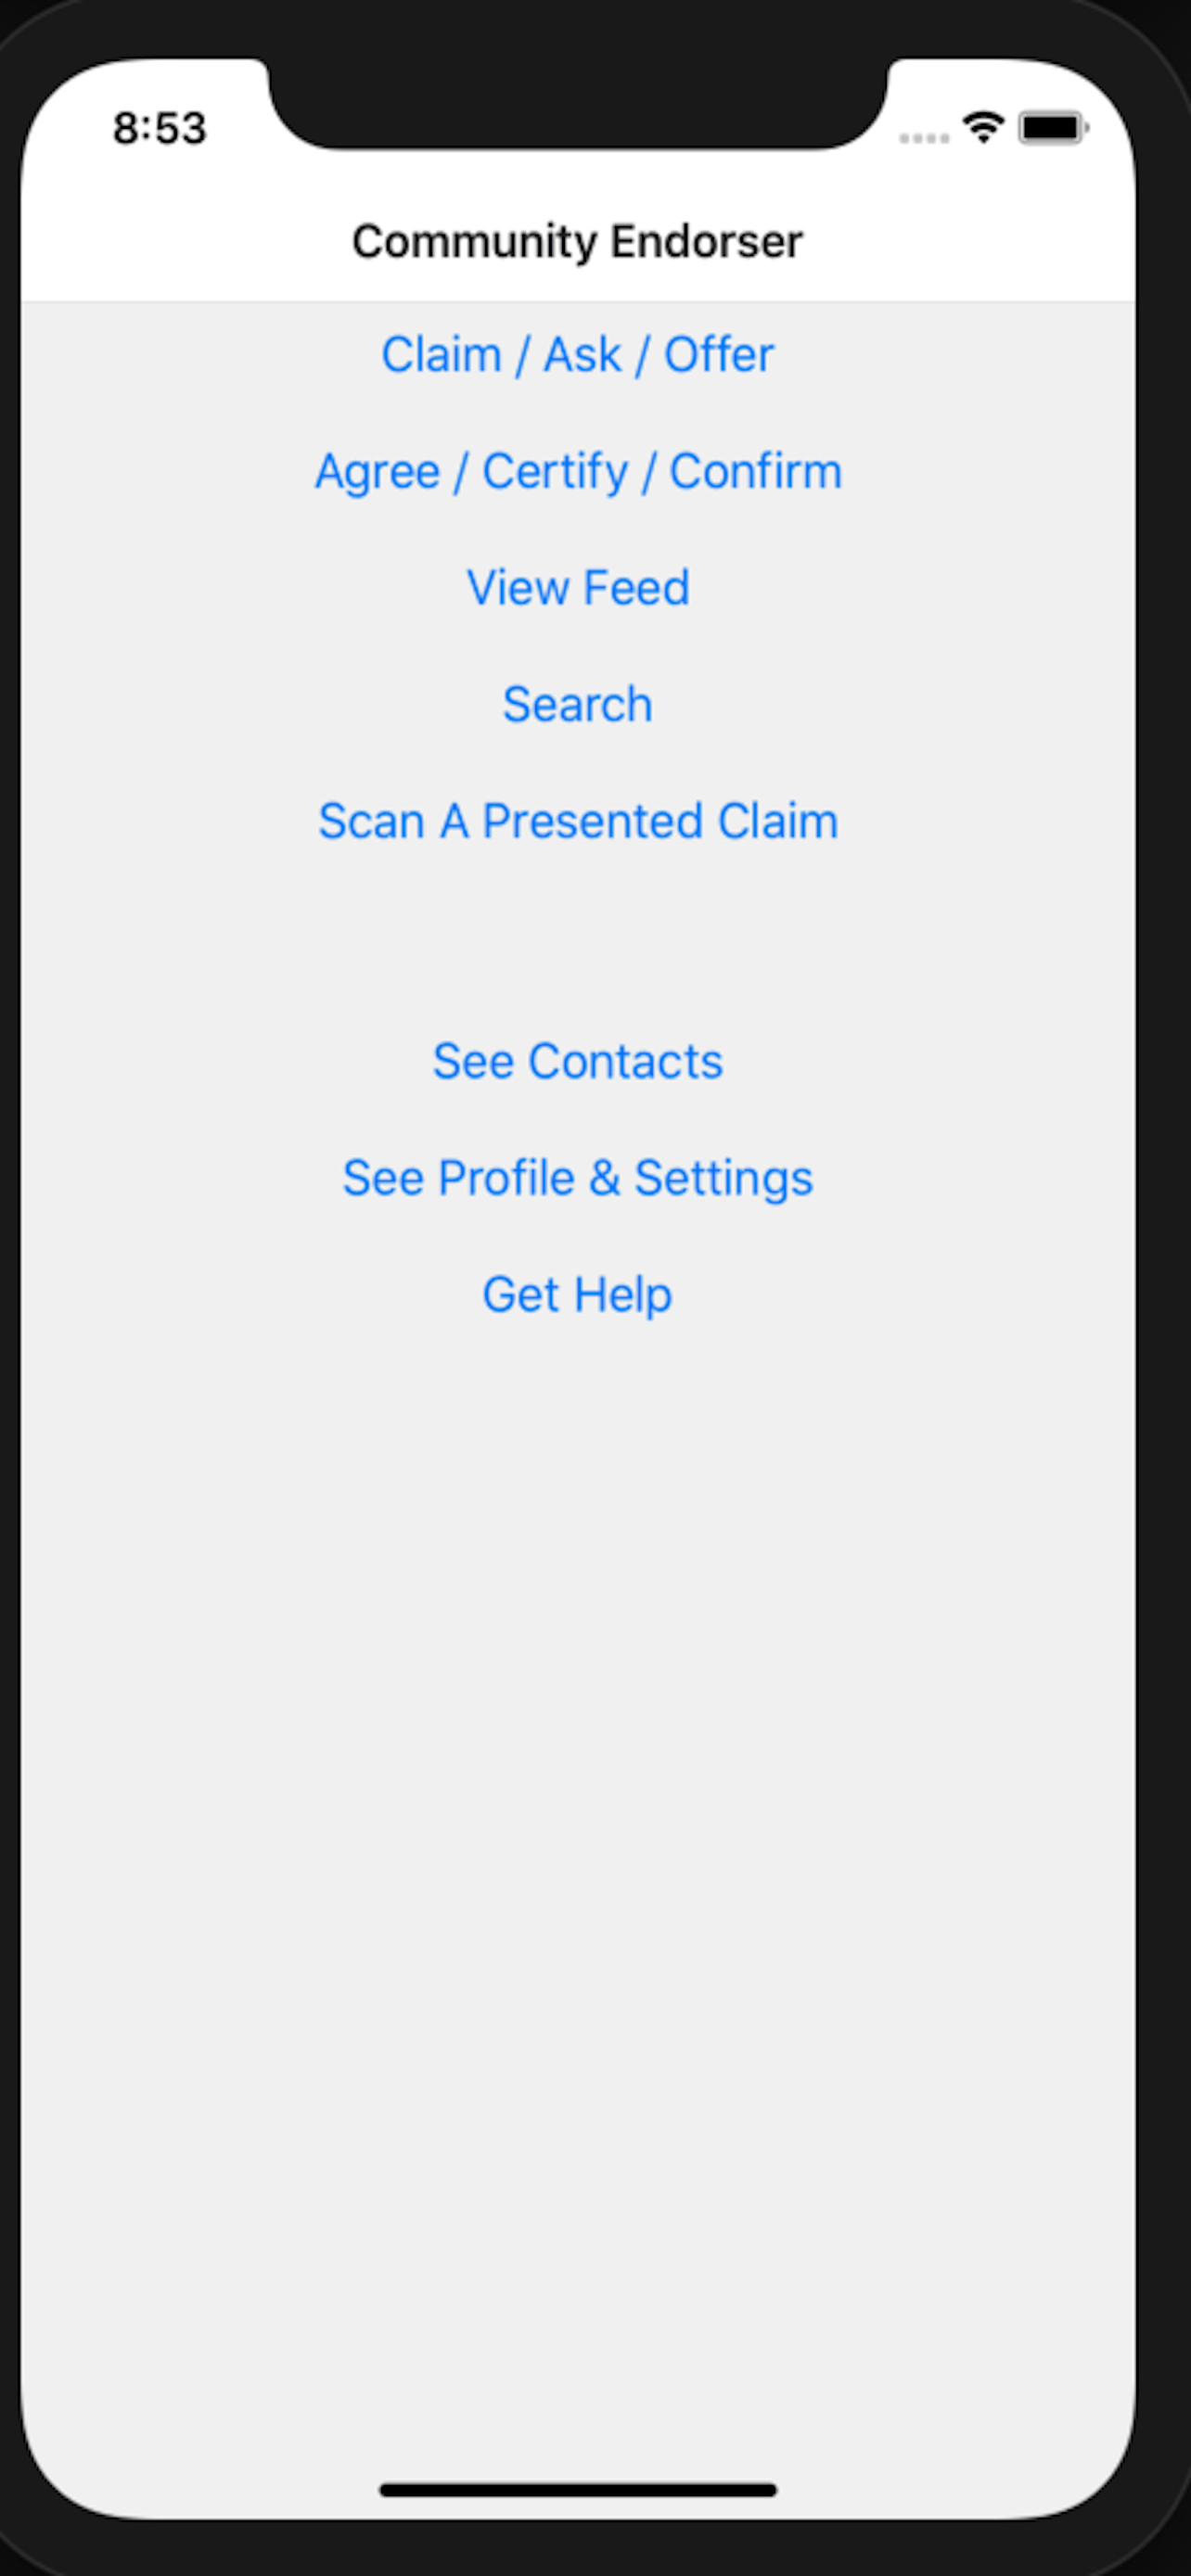 8:53
Community Endorser
Claim / Ask / Offer
Agree / Certify / Confirm
View Feed
Search
Scan A Presented Claim
See Contacts
See Profile & Settings
Get Help